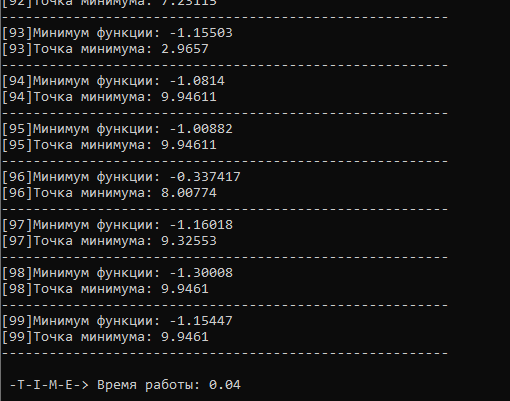 [92]Точка минимума: 7.23115
--------------------------------------------------------
[93]Минимум функции: -1.15503
[93]Точка минимума: 2.9657
--------------------------------------------------------
[94]Минимум функции: -1.0814
[94]Точка минимума: 9.94611
--------------------------------------------------------
[95]Минимум функции: -1.00882
[95]Точка минимума: 9.94611
--------------------------------------------------------
[96]Минимум функции: -0.337417
[96]Точка минимума: 8.00774
--------------------------------------------------------
[97]Минимум функции: -1.16018
[97]Точка минимума: 9.32553
--------------------------------------------------------
[98]Минимум функции: -1.30008
[98]Точка минимума: 9.9461
--------------------------------------------------------
[99]Минимум функции: -1.15447
[99]Точка минимума: 9.9461
--------------------------------------------------------
-T-I-M-E-> Время работы: 0.04